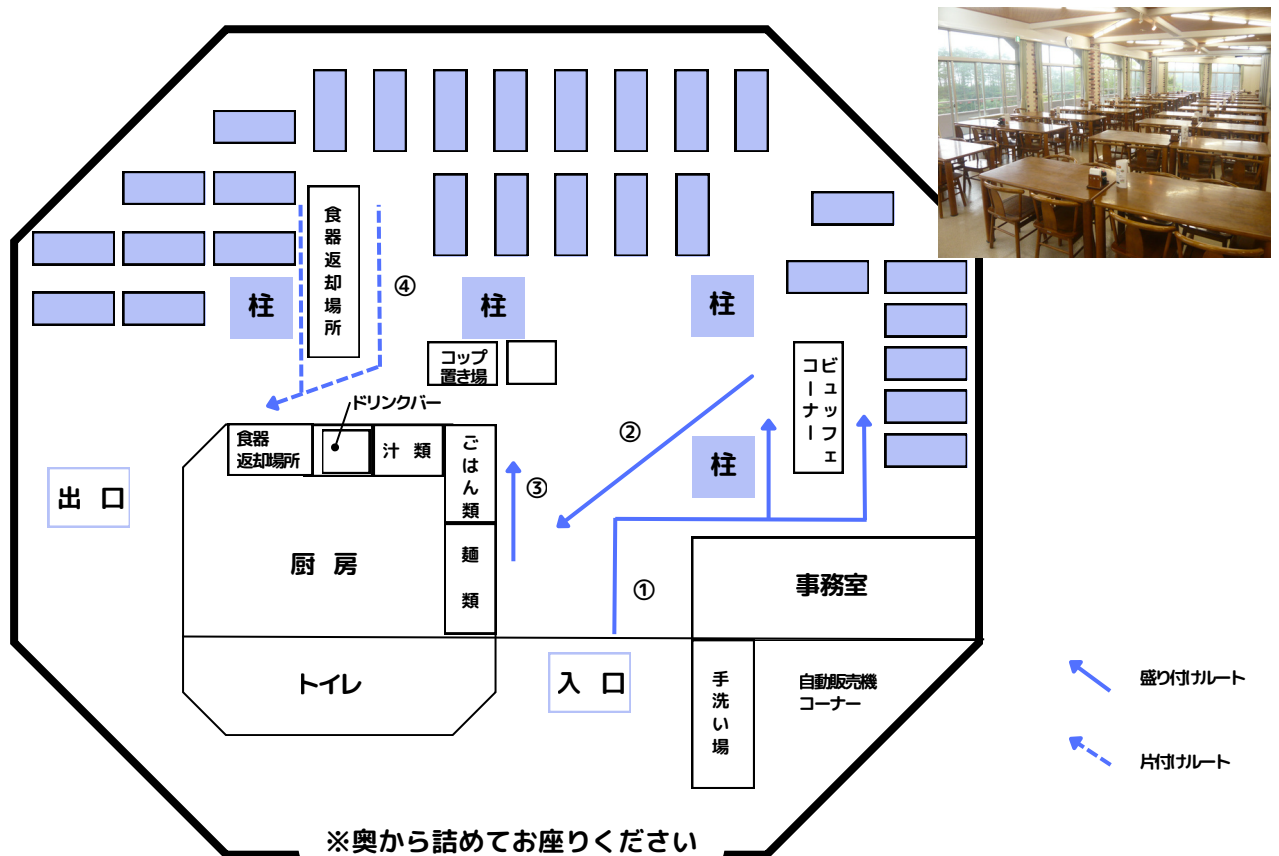 食器返却場所
④
柱
柱
柱
コップ
置き場
ビュッフェ
コーナー
ドリンクバー
②
食器
返却場所
汁 類
ごはん類
柱
③
出 口
麺 類
厨 房
①
事務室
トイレ
入 口
手洗い場
自動販売機
コーナー
盛り付けルート
片付けルート
※奥から詰めてお座りください